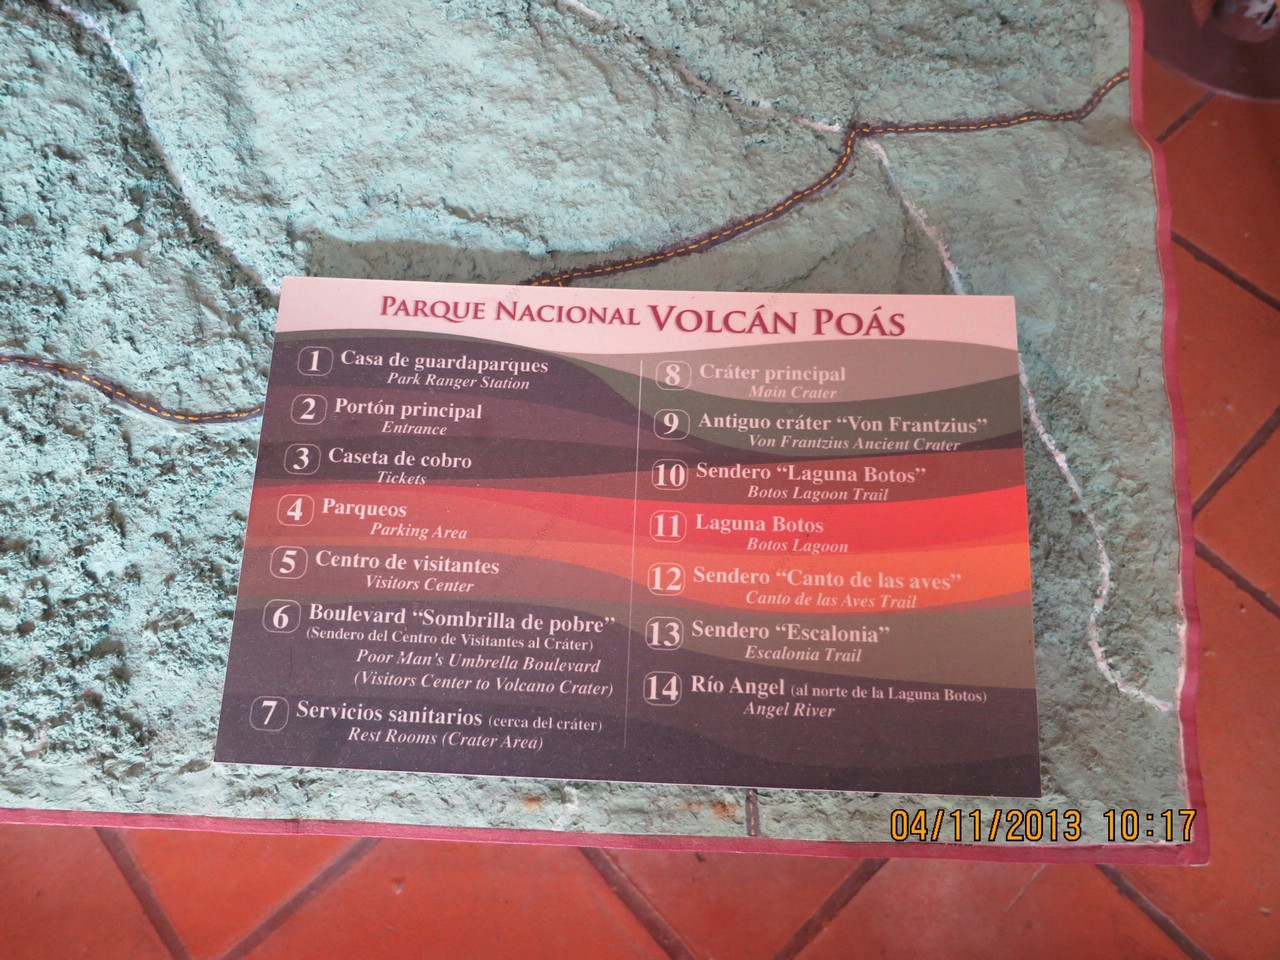 PARQUE NACIONAL VOLCÁN POÁS
1 Casa de guardaparques
Park Ranger Station
2 Portón principal
Entrance
3 Caseta de cobro
Tickets
4 Parqueos
Parking Area
5 Centro de visitantes
Visitors Center
6 Boulevard “Sombrilla de pobre”
(Sendero del Centro de Visitantes al Cráter)
Poor Man's Umbrella Boulevard
(Visitors Center to Volcano Crater)
7 Servicios sanitarios (cerca del cráter)
Rest Rooms (Crater Area)
8 Cráter principal
Main Crater
9 Antiguo cráter “Von Frantzius”
Von Frantzius Ancient Crater
10 Sendero “Laguna Botos”
Botos Lagoon Trail
11 Laguna Botos
Botos Lagoon
12 Sendero “Canto de las aves”
Canto de las Aves Trail
13 Sendero “Escalonia”
Escalonia Trail
14 Río Angel (al norte de la Laguna Botos)
Angel River
04/11/2013 10:17